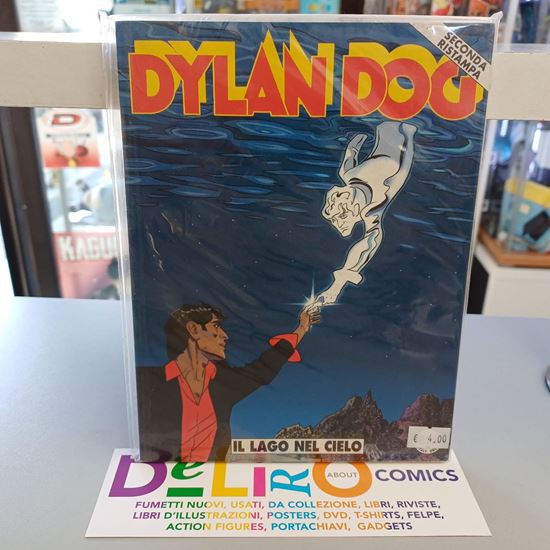 DYLAN DOG
SECONDA
RISTAMPA
KAGU
IL LAGO NEL CIELO
€ 4.00
DeLiRO ABOUT COMICS
FUMETTI NUOVI, USATI, DA COLLEZIONE, LIBRI, RIVISTE,
LIBRI D'ILLUSTRAZIONI, POSTERS, DVD, T-SHIRTS, FELPE,
ACTION FIGURES, PORTACHIAVI, GADGETS